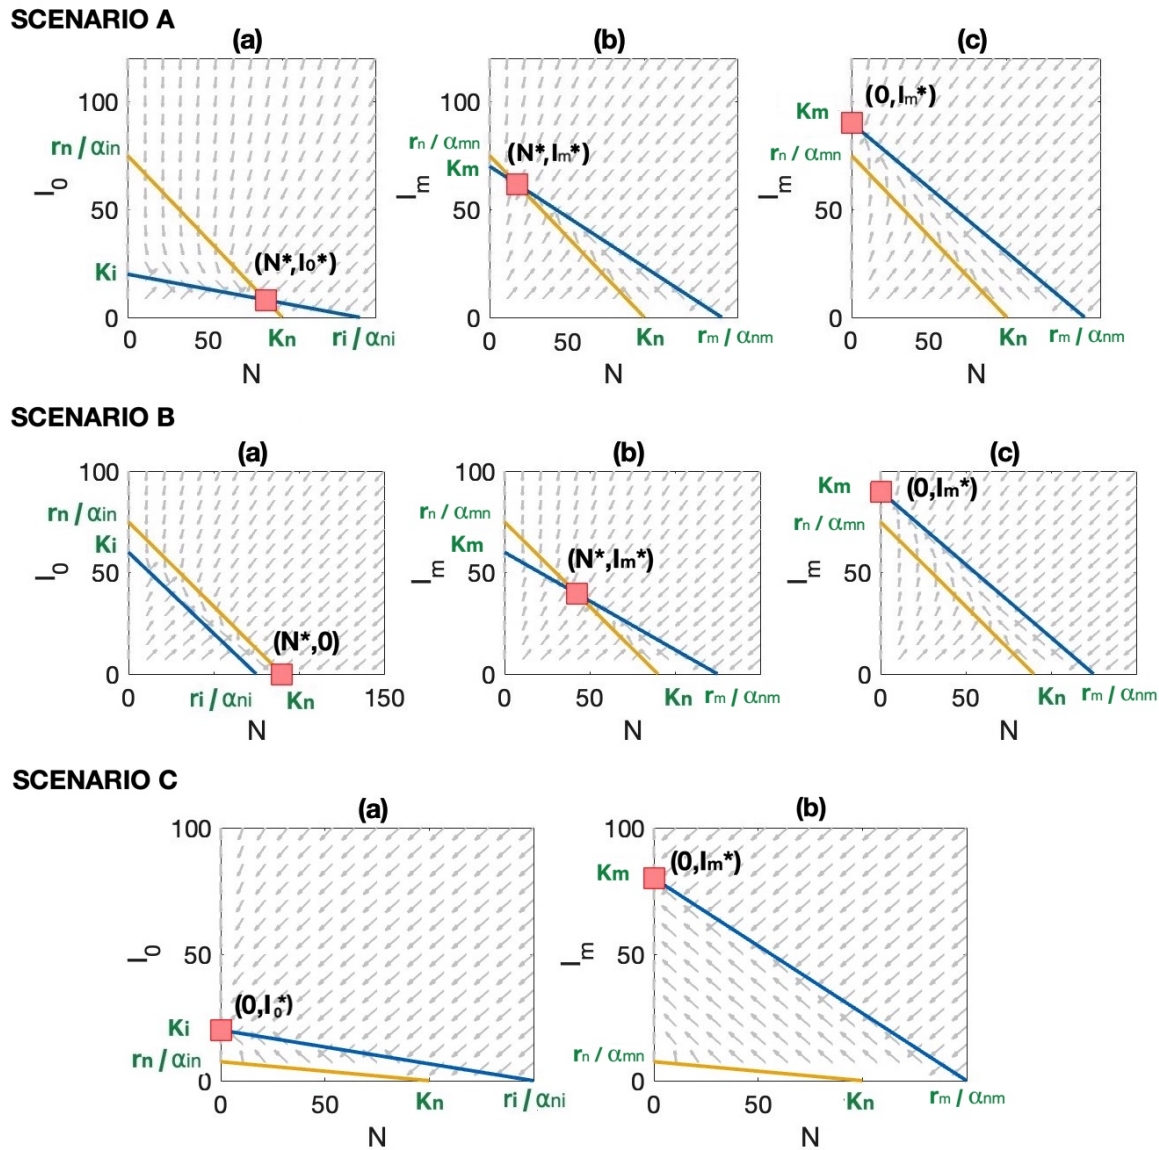 SCENARIO A
(a)
100
50
0
rn / αin
Ki
I0
(N*,I0*)
0
50
Kn
ri / αni
N
(b)
100
50
0
rn / αmn
Km
Im
(N*,Im*)
0
50
Kn
rm / αnm
N
(c)
100
50
0
Km
rn / αmn
Im
(0,Im*)
0
50
Kn
rm / αnm
N
SCENARIO B
(a)
100
50
0
rn / αin
Ki
I0
(N*,0)
0
ri / αni
Kn
150
N
(b)
100
50
0
rn / αmn
Km
Im
(N*,Im*)
0
50
Kn
rm / αnm
N
(c)
100
50
0
Km
rn / αmn
Im
(0,Im*)
0
50
Kn
rm / αnm
N
SCENARIO C
(a)
100
50
0
I0
Ki
rn / αin
(0,I0*)
0
50
Kn
ri / αni
N
(b)
100
50
0
Km
Im
rn / αmn
(0,Im*)
0
50
Kn
rm / αnm
N